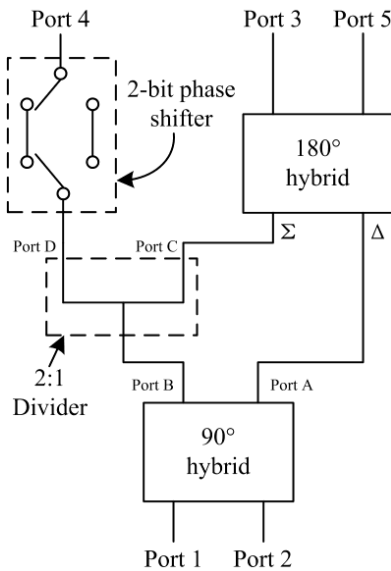 Port 4
Port 3
Port 5
2-bit phase
shifter
180°
hybrid
Port D
Port C
Σ
Δ
2:1
Divider
Port B
Port A
90°
hybrid
Port 1
Port 2